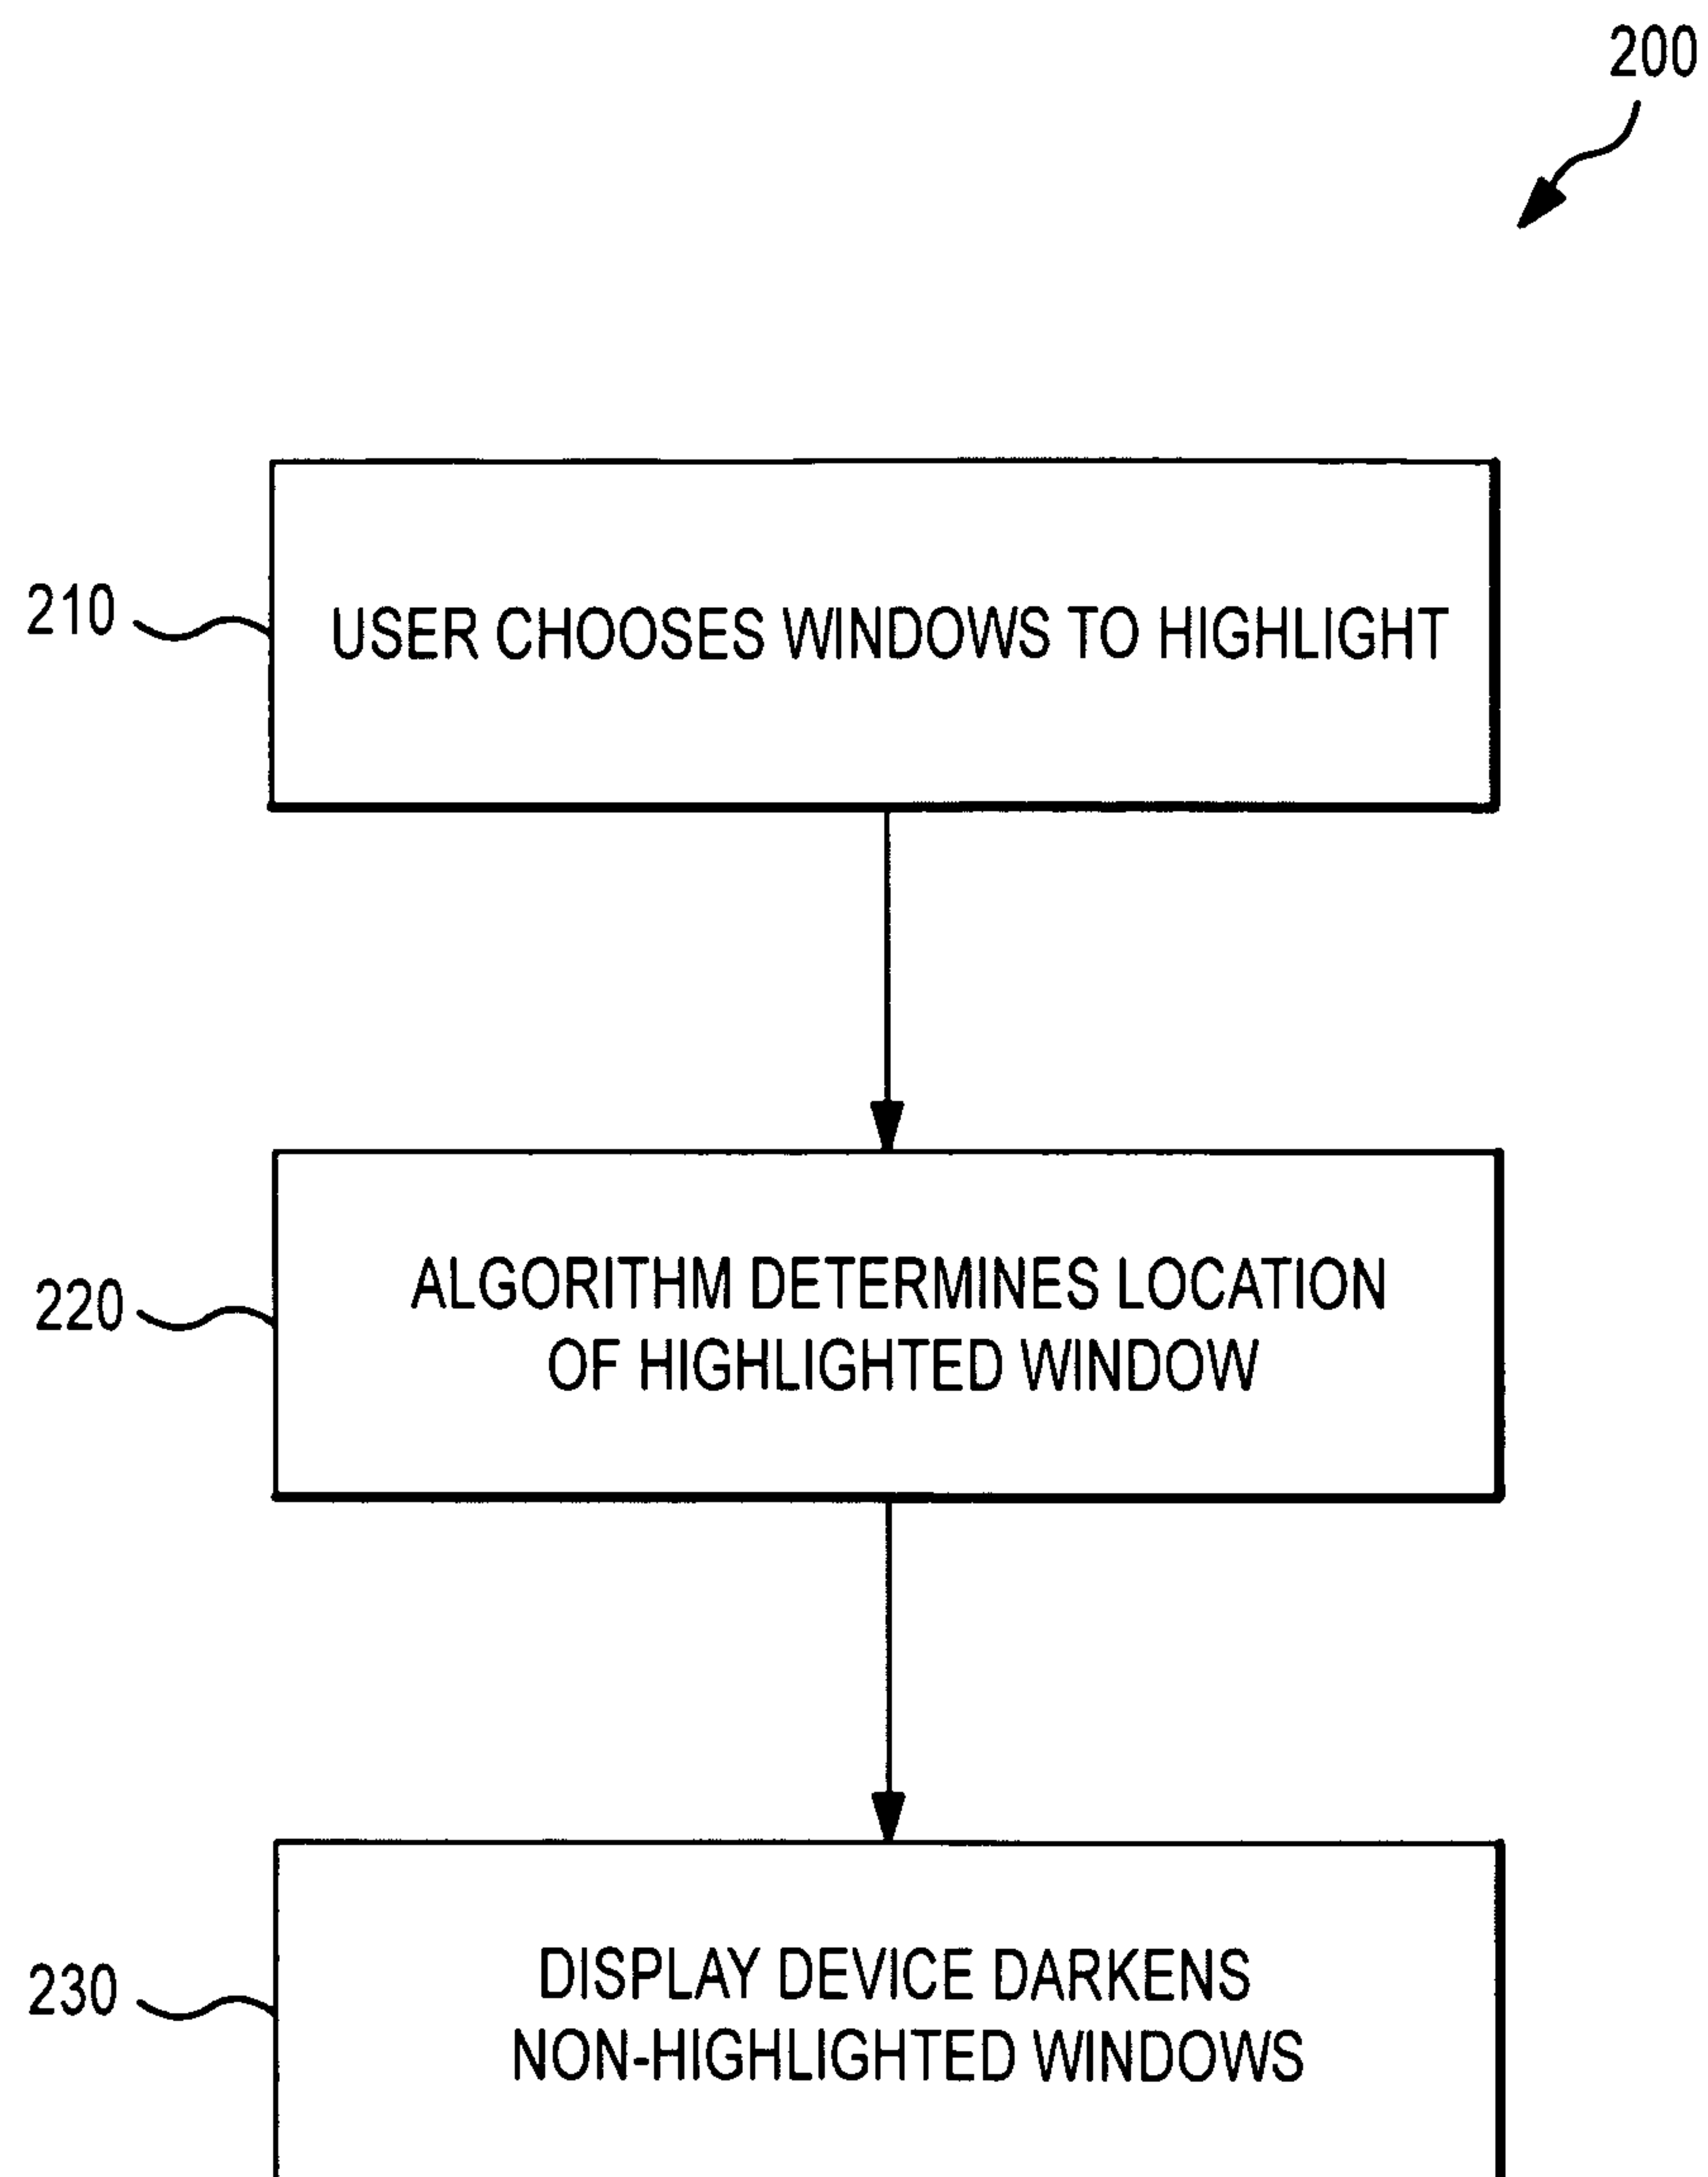 200
210
USER CHOOSES WINDOWS TO HIGHLIGHT
220
ALGORITHM DETERMINES LOCATION
OF HIGHLIGHTED WINDOW
230
DISPLAY DEVICE DARKENS
NON-HIGHLIGHTED WINDOWS